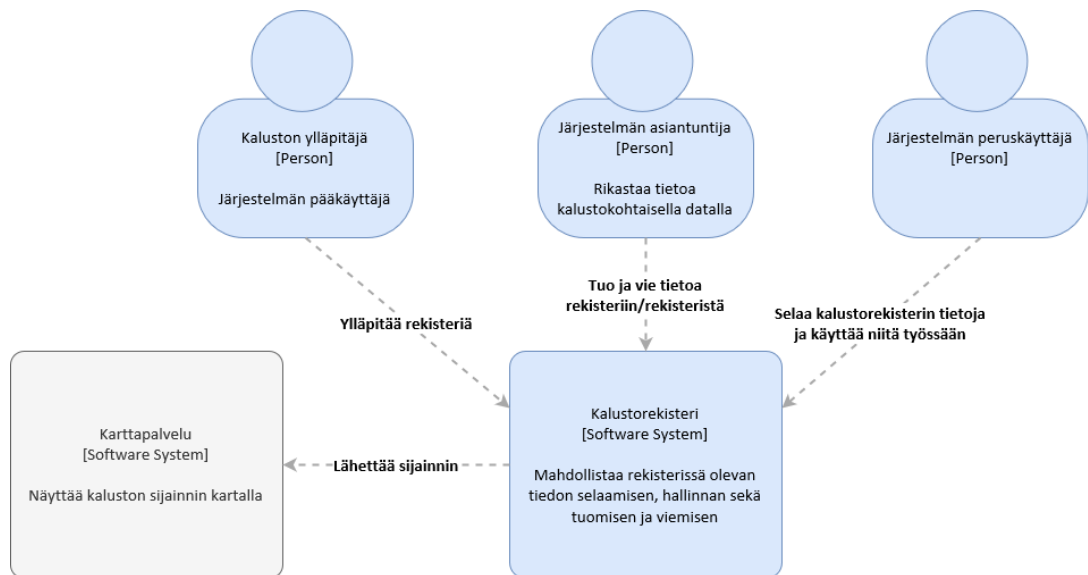 Kaluston ylläpitäjä
[Person]
Järjestelmän pääkäyttäjä
Järjestelmän asiantuntija
[Person]
Rikastaa tietoa
kalustokohtaisella datalla
Järjestelmän peruskäyttäjä
[Person]
Ylläpitää rekisteriä
Tuo ja vie tietoa
rekisteriin/rekisteristä
Selaa kalustorekisterin tietoja
ja käyttää niitä työssään
Karttapalvelu
[Software System]
Näyttää kaluston sijainnin kartalla
Lähettää sijainnin
Kalustorekisteri
[Software System]
Mahdollistaa rekisterissä olevan
tiedon selaamisen, hallinnan sekä
tuomisen ja viemisen